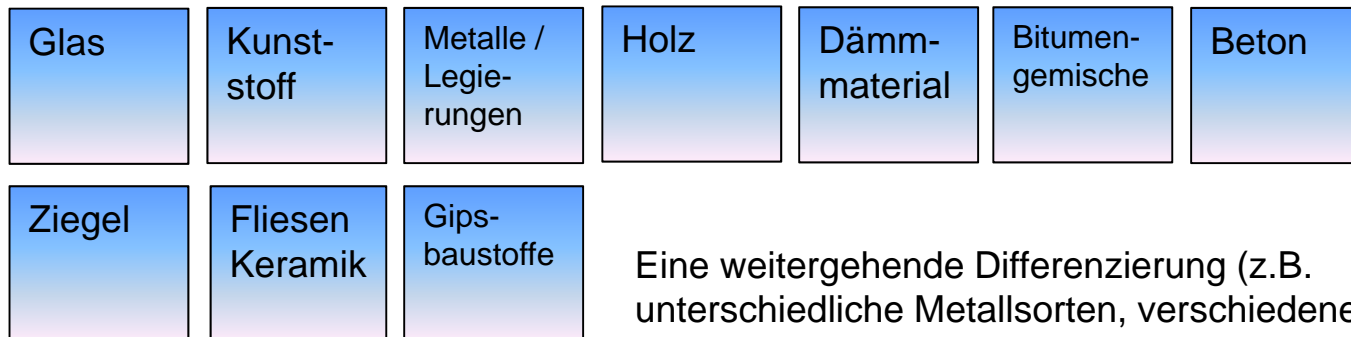 Glas
Kunst-
stoff
Metalle /
Legie-
rungen
Holz
Dämm-
material
Bitumen-
gemische
Beton
Ziegel
Fliesen
Keramik
Gips-
baustoffe
Eine weitergehende Differenzierung (z.B.
unterschiedliche Metallsorten, verschiedene